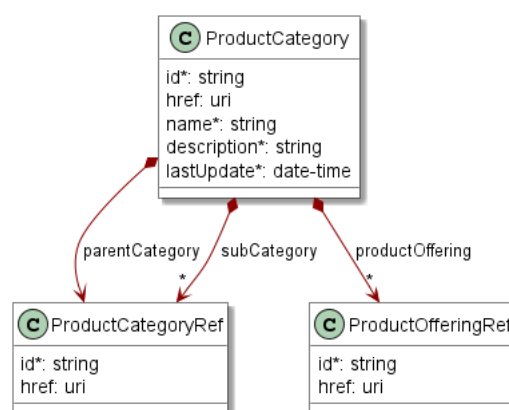 C ProductCategory
id*: string
href: uri
name*: string
description*: string
lastUpdate*: date-time
parentCategory
subCategory
productOffering
*
*
C ProductCategoryRef
C ProductOfferingRef
id*: string
href: uri
id*: string
href: uri